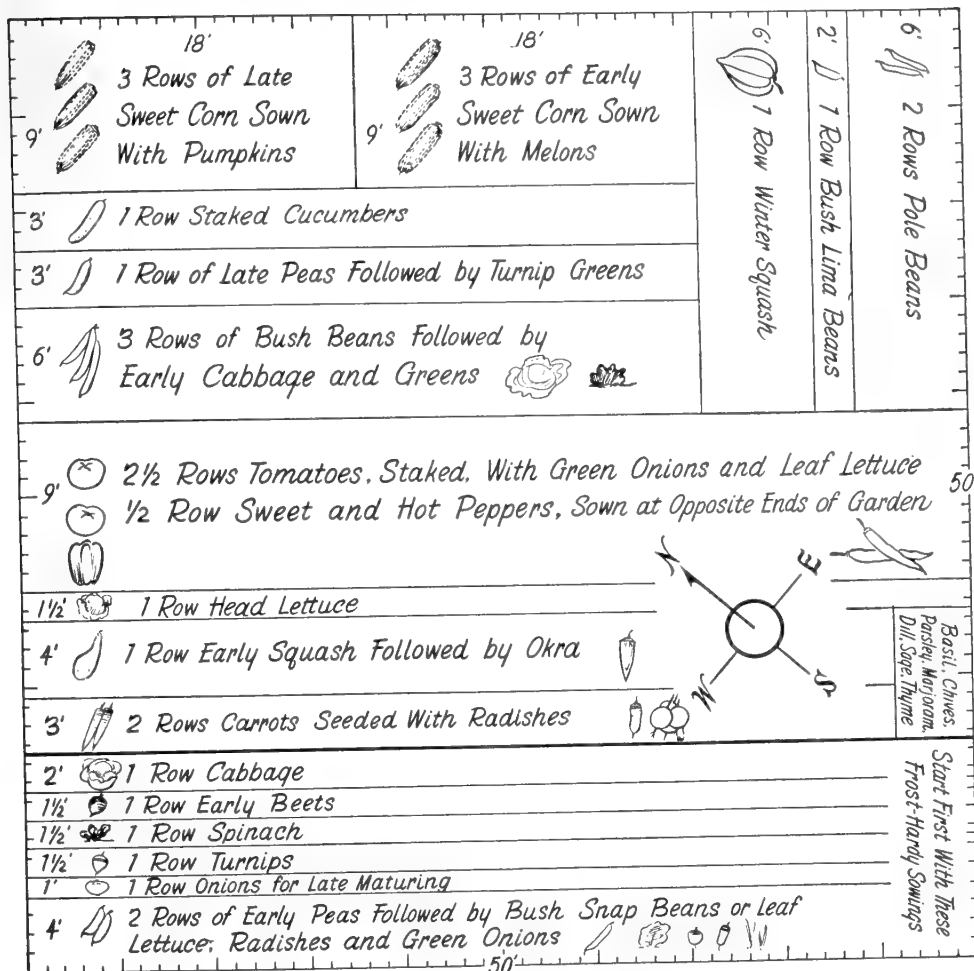 18'
9'
3 Rows of Late
Sweet Corn Sown
With Pumpkins
.18'
9'
3 Rows of Early
Sweet Corn Sown
With Melons
6'
1 Row Winter Squash
2'
1 Row Bush Lima Beans
6'
2 Rows Pole Beans
3'
1 Row Staked Cucumbers
3'
1 Row of Late Peas Followed by Turnip Greens
6'
3 Rows of Bush Beans Followed by
Early Cabbage and Greens
9'
2½ Rows Tomatoes, Staked, With Green Onions and Leaf Lettuce
½ Row Sweet and Hot Peppers, Sown at Opposite Ends of Garden
50'
N
E
S
W
1½'
1 Row Head Lettuce
4'
1 Row Early Squash Followed by Okra
3'
2 Rows Carrots Seeded With Radishes
Basil, Chives,
Parsley, Marjoram,
Dill, Sage, Thyme
2'
1 Row Cabbage
1½'
1 Row Early Beets
1½'
1 Row Spinach
1½'
1 Row Turnips
1'
1 Row Onions for Late Maturing
4'
2 Rows of Early Peas Followed by Bush Snap Beans or Leaf
Lettuce, Radishes and Green Onions
Start First With These
Frost-Hardy Sowings
50'